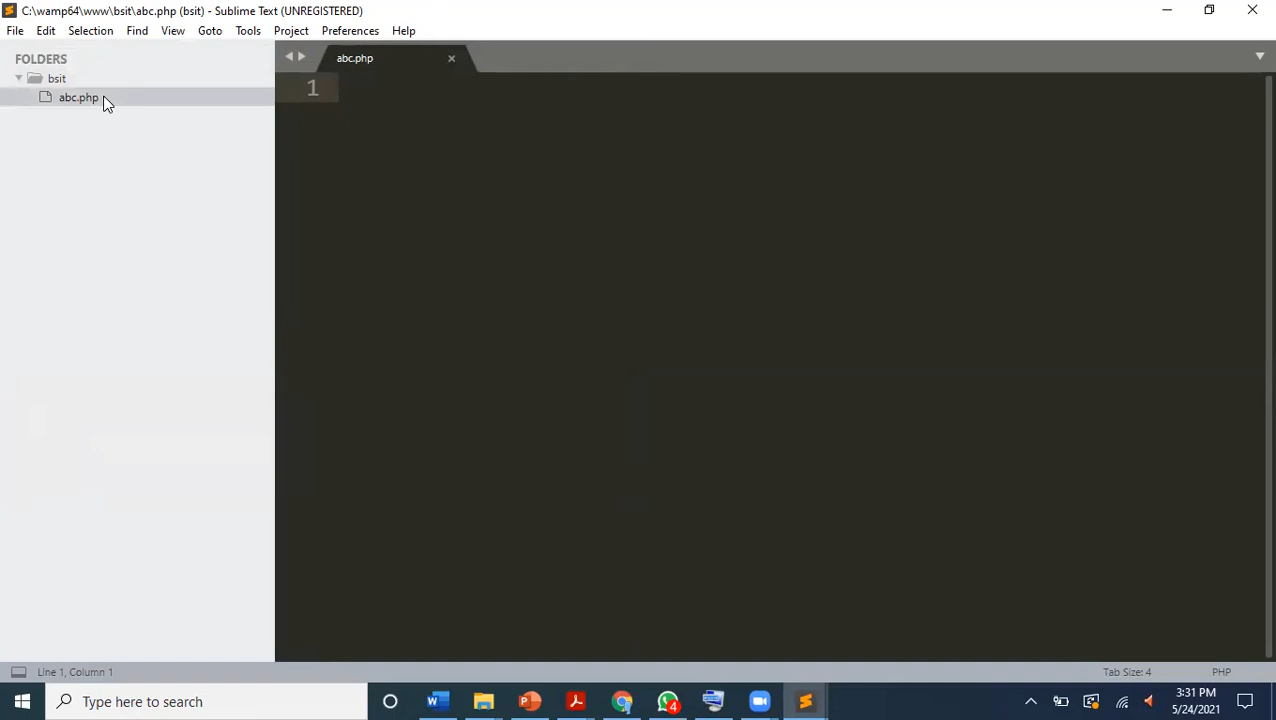 C:\wamp64\www\bsit\abc.php (bsit) - Sublime Text (UNREGISTERED)
File Edit Selection Find View Goto Tools Project Preferences Help
FOLDERS
bsit
abc.php
abc.php
1
Line 1, Column 1
Tab Size: 4
PHP
Type here to search
4
3:31 PM
5/24/2021